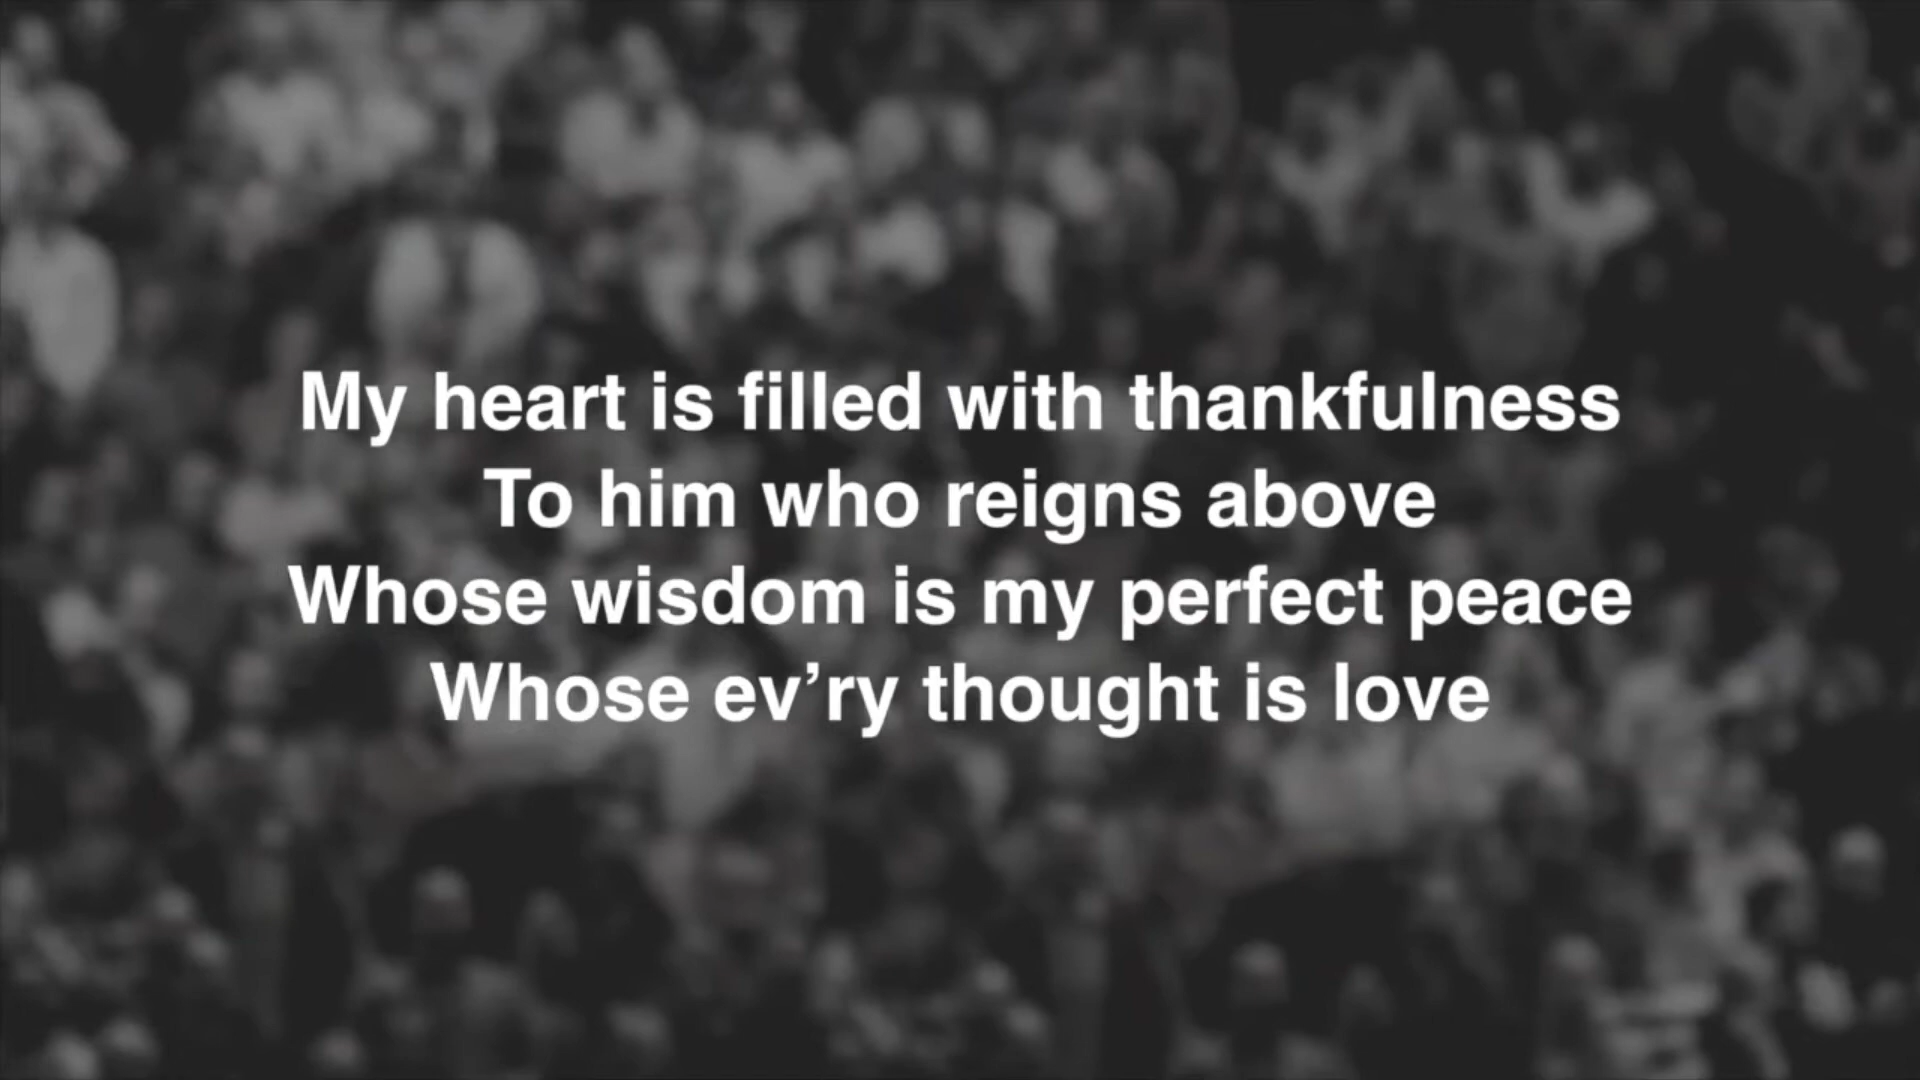 My heart is filled with thankfulness
To him who reigns above
Whose wisdom is my perfect peace
Whose ev’ry thought is love